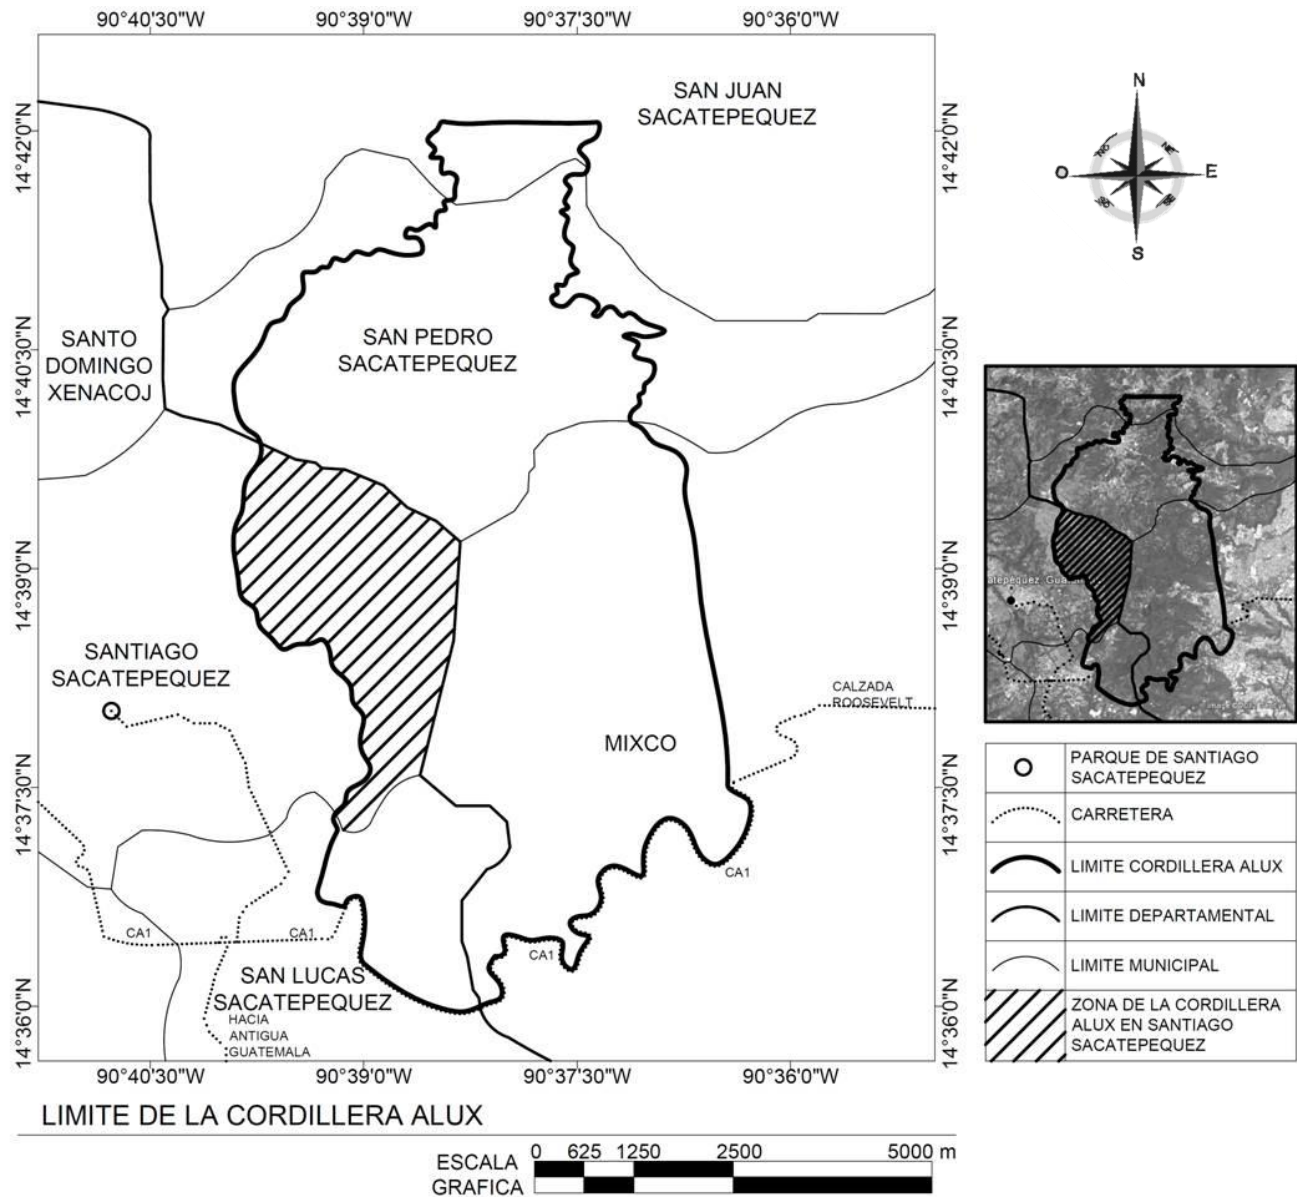 90°40'30"W 90°39'0"W 90°37'30"W 90°36'0"W
14°42'0"N
14°40'30"N
14°39'0"N
14°37'30"N
14°36'0"N
SAN JUAN
SACATEPEQUEZ
SANTO
DOMINGO
XENACOJ
SAN PEDRO
SACATEPEQUEZ
SANTIAGO
SACATEPEQUEZ
MIXCO
CALZADA
ROOSEVELT
CA1
CA1
CA1
CA1
SAN LUCAS
SACATEPEQUEZ
HACIA
ANTIGUA
GUATEMALA
14°42'0"N
14°40'30"N
14°39'0"N
14°37'30"N
14°36'0"N
90°40'30"W 90°39'0"W 90°37'30"W 90°36'0"W
N
NO NE
O E
SO SE
S
PARQUE DE SANTIAGO
SACATEPEQUEZ
CARRETERA
LIMITE CORDILLERA ALUX
LIMITE DEPARTAMENTAL
LIMITE MUNICIPAL
ZONA DE LA CORDILLERA
ALUX EN SANTIAGO
SACATEPEQUEZ
LIMITE DE LA CORDILLERA ALUX
ESCALA
GRAFICA
0 625 1250 2500 5000 m